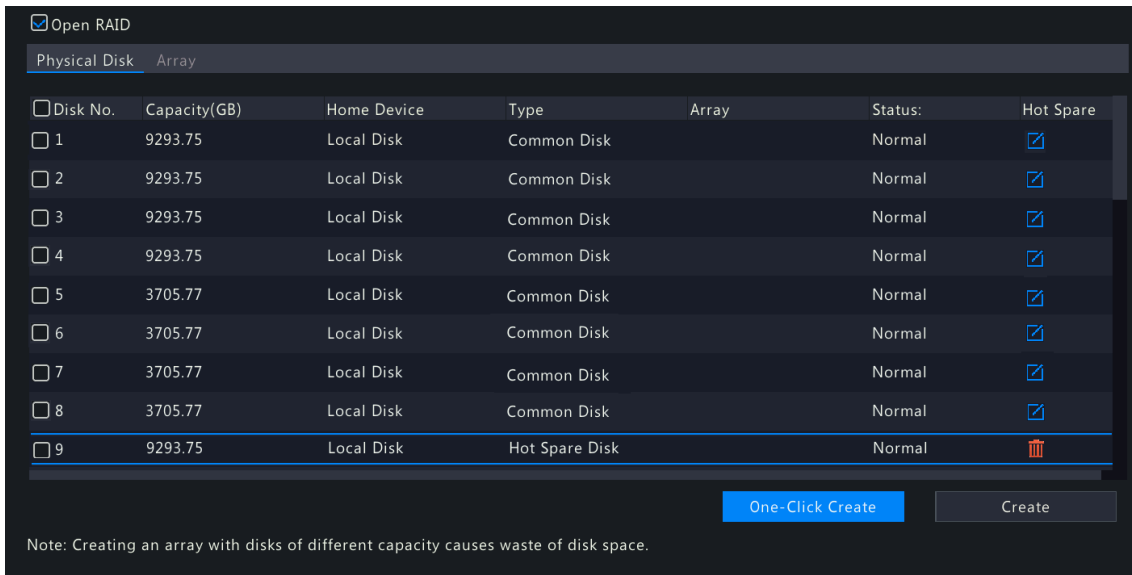 Open RAID
Physical Disk Array
Disk No. Capacity(GB) Home Device Type Array Status: Hot Spare
1 9293.75 Local Disk Common Disk Normal
2 9293.75 Local Disk Common Disk Normal
3 9293.75 Local Disk Common Disk Normal
4 9293.75 Local Disk Common Disk Normal
5 3705.77 Local Disk Common Disk Normal
6 3705.77 Local Disk Common Disk Normal
7 3705.77 Local Disk Common Disk Normal
8 3705.77 Local Disk Common Disk Normal
9 9293.75 Local Disk Hot Spare Disk Normal
One-Click Create Create
Note: Creating an array with disks of different capacity causes waste of disk space.